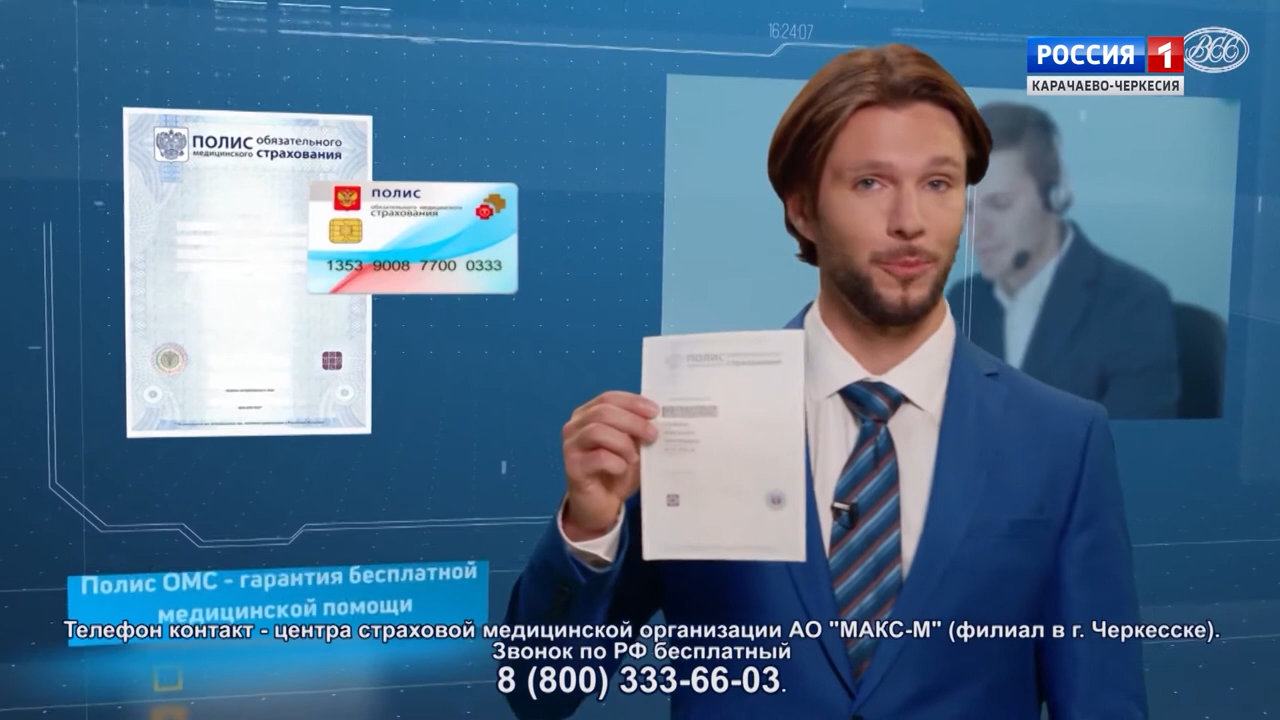 16:24:07
РОССИЯ 1
ВСС
КАРАЧАЕВО-ЧЕРКЕСИЯ
ПОЛИС обязательного
медицинского страхования
ПОЛИС
обязательного медицинского
страхования
1353 9008 7700 0333
ПОЛИС
страхования
Полис ОМС - гарантия бесплатной
медицинской помощи
Телефон контакт - центра страховой медицинской организации АО "МАКС-М" (филиал в г. Черкесске).
Звонок по РФ бесплатный
8 (800) 333-66-03.